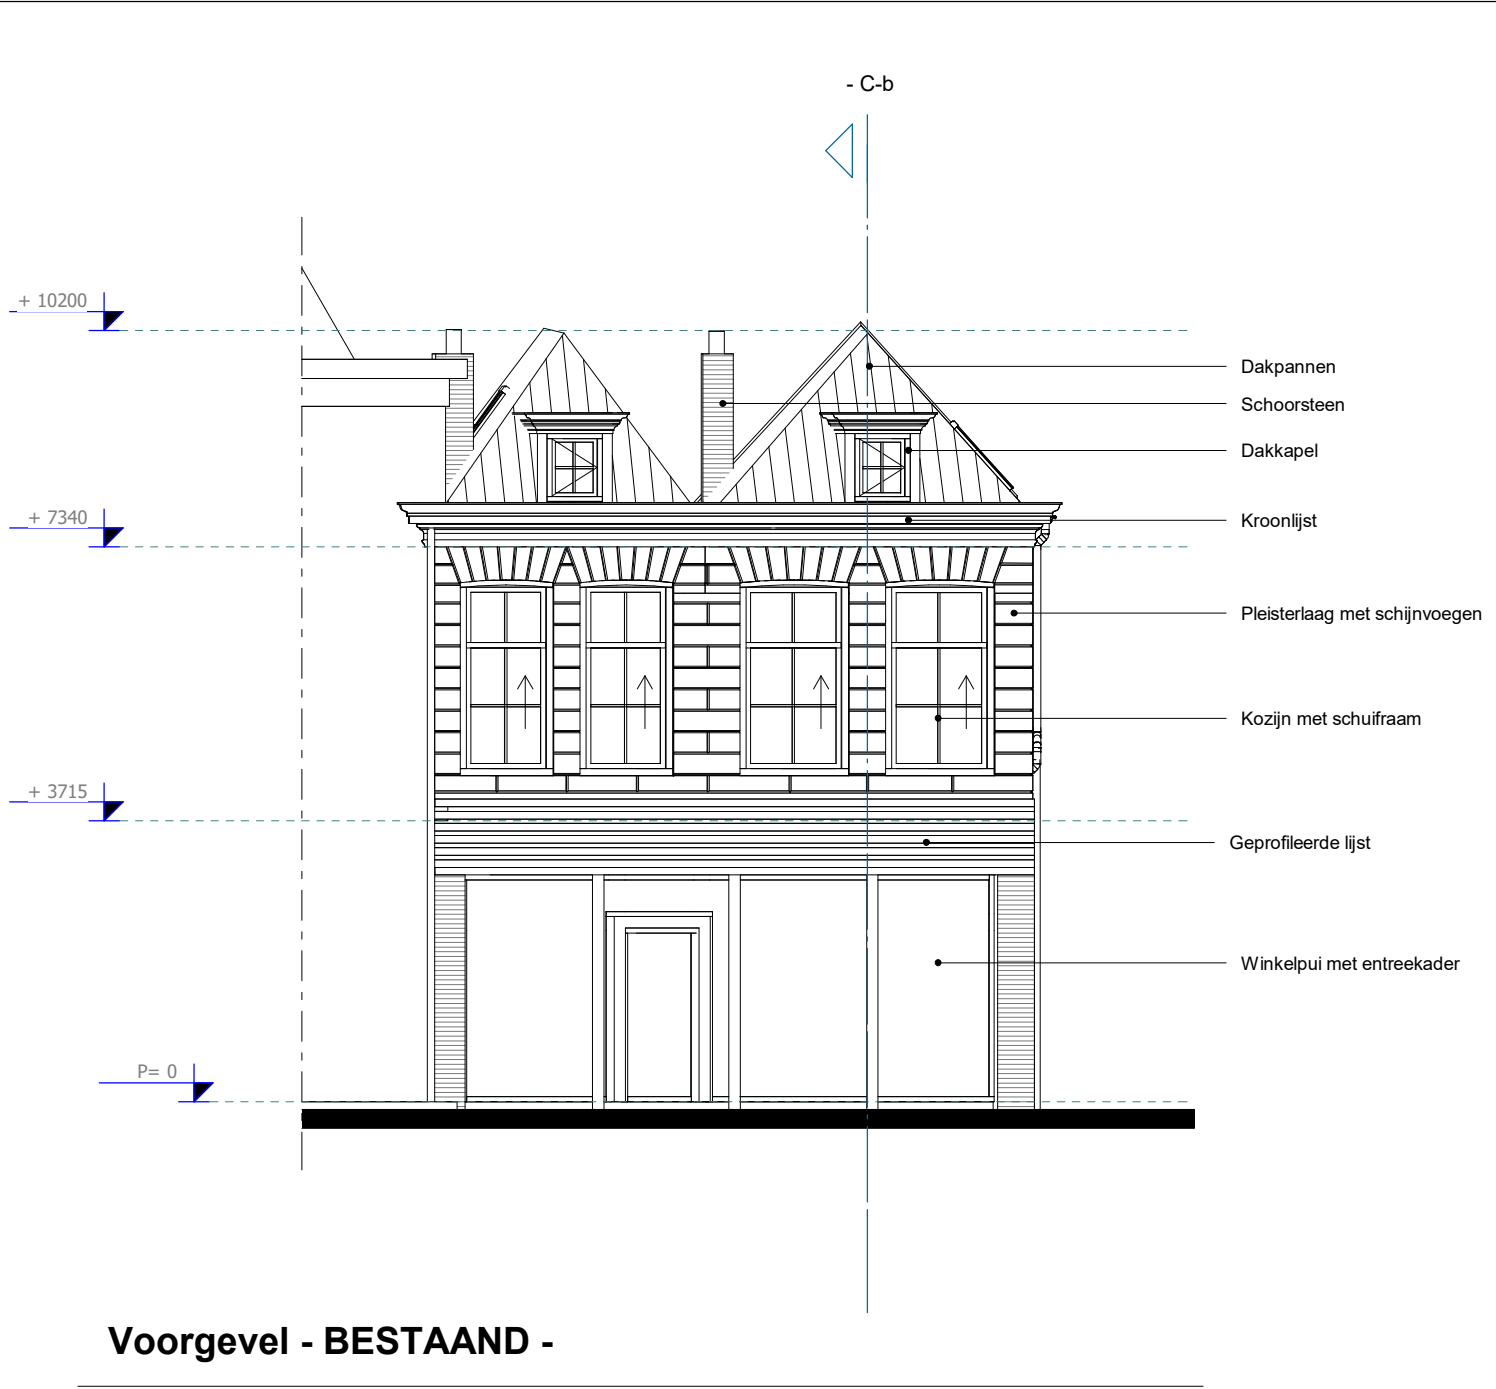 - C-b
+ 10200
Dakpannen
Schoorsteen
Dakkapel
+ 7340
Kroonlijst
Pleisterlaag met schijnvoegen
Kozijn met schuifraam
+ 3715
Geprofileerde lijst
Winkelpui met entreekader
P= 0
Voorgevel - BESTAAND -